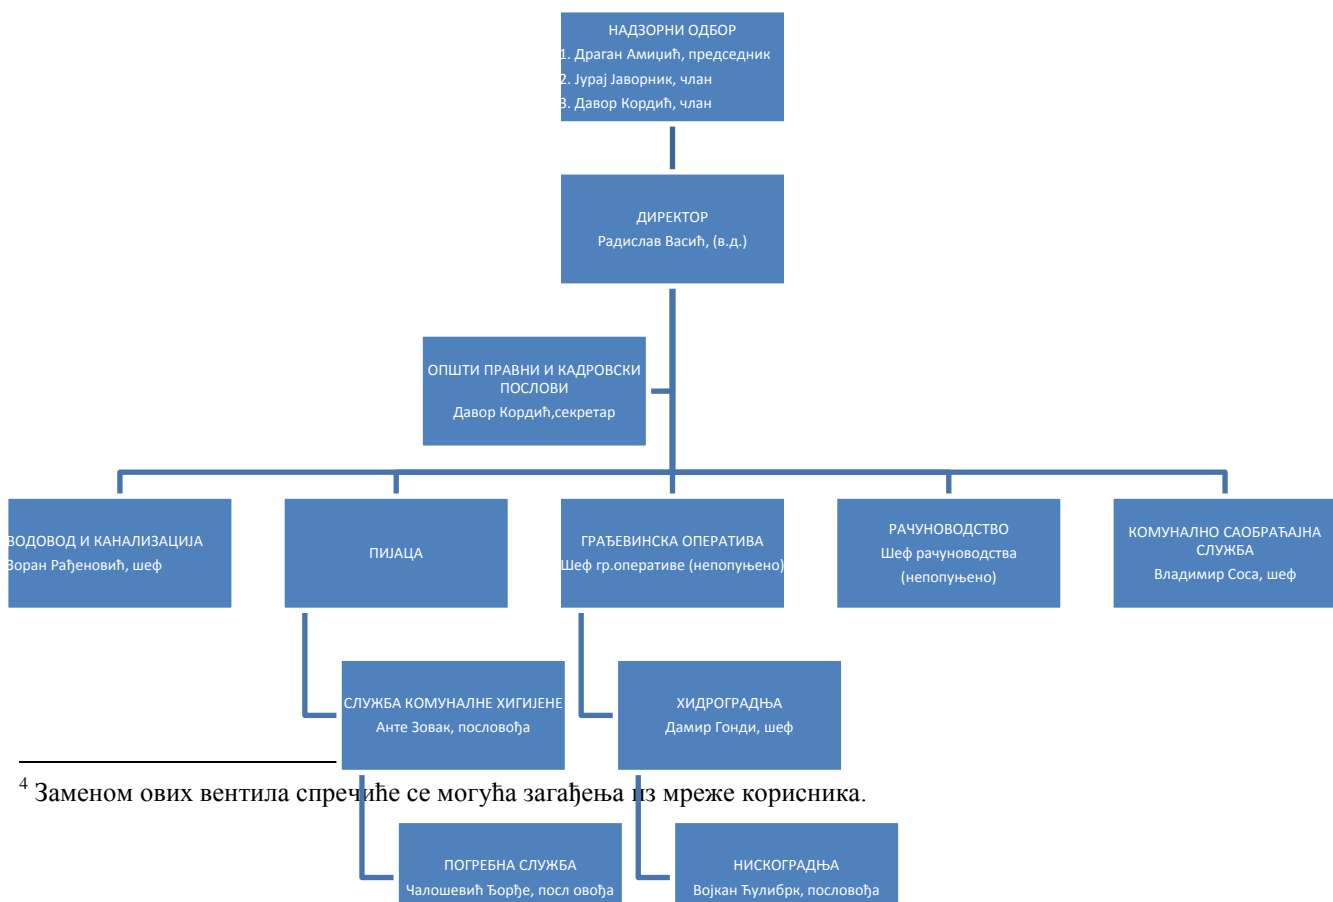 НАДЗОРНИ ОДБОР
1. Драган Амиџић, председник
2. Јурај Јаворник, члан
3. Давор Кордић, члан
ДИРЕКТОР
Радислав Васић, (в.д.)
ОПШТИ ПРАВНИ И КАДРОВСКИ
ПОСЛОВИ
Давор Кордић,секретар
ВОДОВОД И КАНАЛИЗАЦИЈА
Зоран Рађеновић, шеф
ПИЈАЦА
ГРАЂЕВИНСКА ОПЕРАТИВА
Шеф гр.оперативе (непопуњено)
РАЧУНОВОДСТВО
Шеф рачуноводства
(непопуњено)
КОМУНАЛНО САОБРАЋАЈНА
СЛУЖБА
Владимир Соса, шеф
СЛУЖБА КОМУНАЛНЕ ХИГИЈЕНЕ
Анте Зовак, пословођа
ХИДРОГРАДЊА
Дамир Гонди, шеф
4 Заменом ових вентила спречиће се могућа загађења из мреже корисника.
ПОГРЕБНА СЛУЖБА
Чалошевић Ђорђе, посл овођа
НИСКОГРАДЊА
Војкан Ћулибрк, пословођа